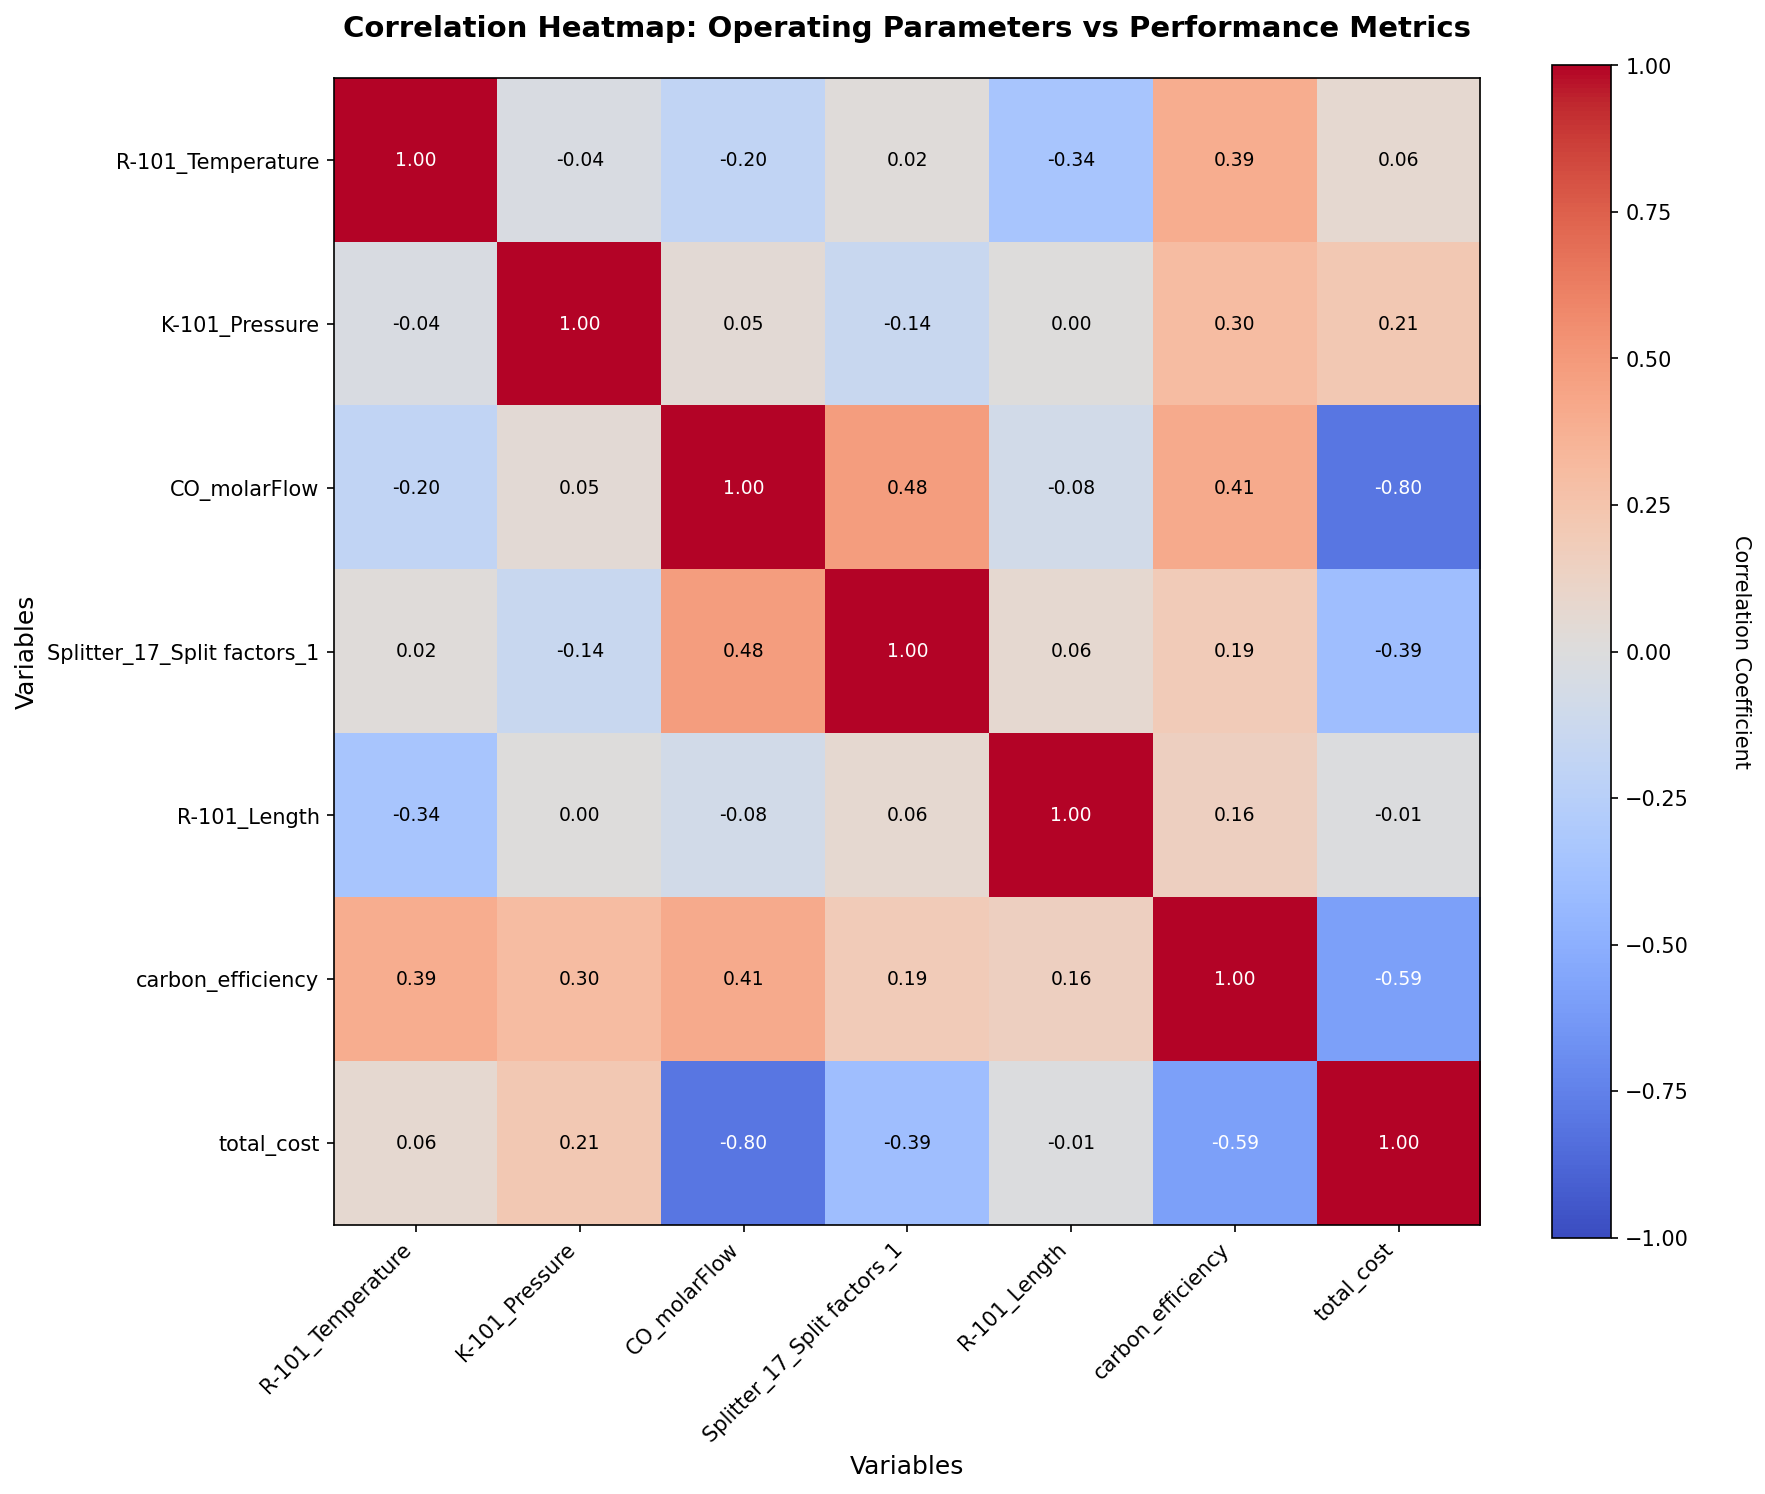 Correlation Heatmap: Operating Parameters vs Performance Metrics
R-101_Temperature 1.00 -0.04 -0.20 0.02 -0.34 0.39 0.06
K-101_Pressure -0.04 1.00 0.05 -0.14 0.00 0.30 0.21
CO_molarFlow -0.20 0.05 1.00 0.48 -0.08 0.41 -0.80
Splitter_17_Split factors_1 0.02 -0.14 0.48 1.00 0.06 0.19 -0.39
R-101_Length -0.34 0.00 -0.08 0.06 1.00 0.16 -0.01
carbon_efficiency 0.39 0.30 0.41 0.19 0.16 1.00 -0.59
total_cost 0.06 0.21 -0.80 -0.39 -0.01 -0.59 1.00
Variables
R-101_Temperature
K-101_Pressure
CO_molarFlow
Splitter_17_Split factors_1
R-101_Length
carbon_efficiency
total_cost
Variables
1.00
0.75
0.50
0.25
0.00
−0.25
−0.50
−0.75
−1.00
Correlation Coefficient